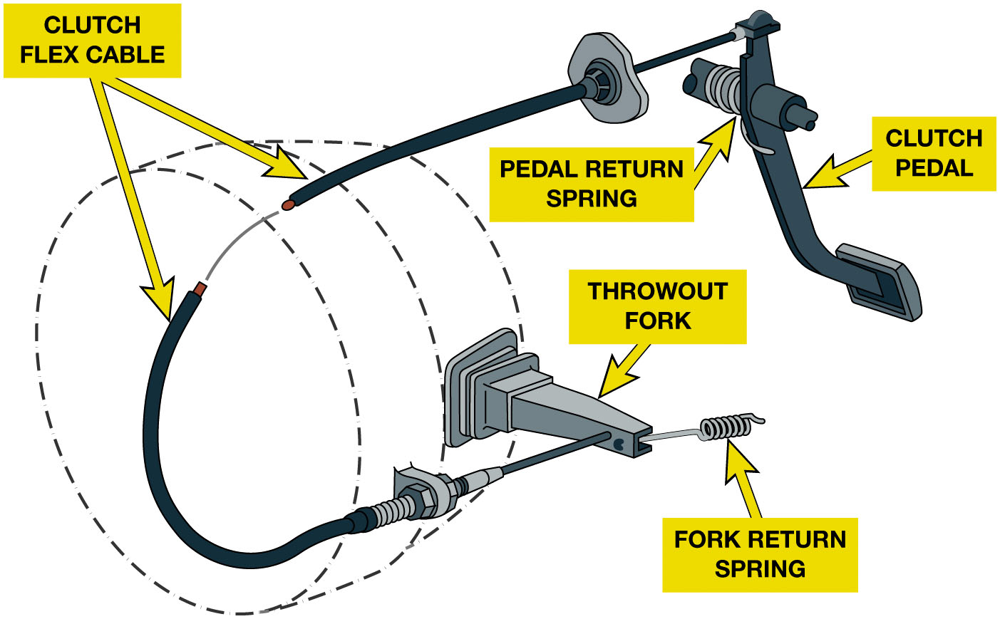 CLUTCH
FLEX CABLE
PEDAL RETURN
SPRING
CLUTCH
PEDAL
THROWOUT
FORK
FORK RETURN
SPRING